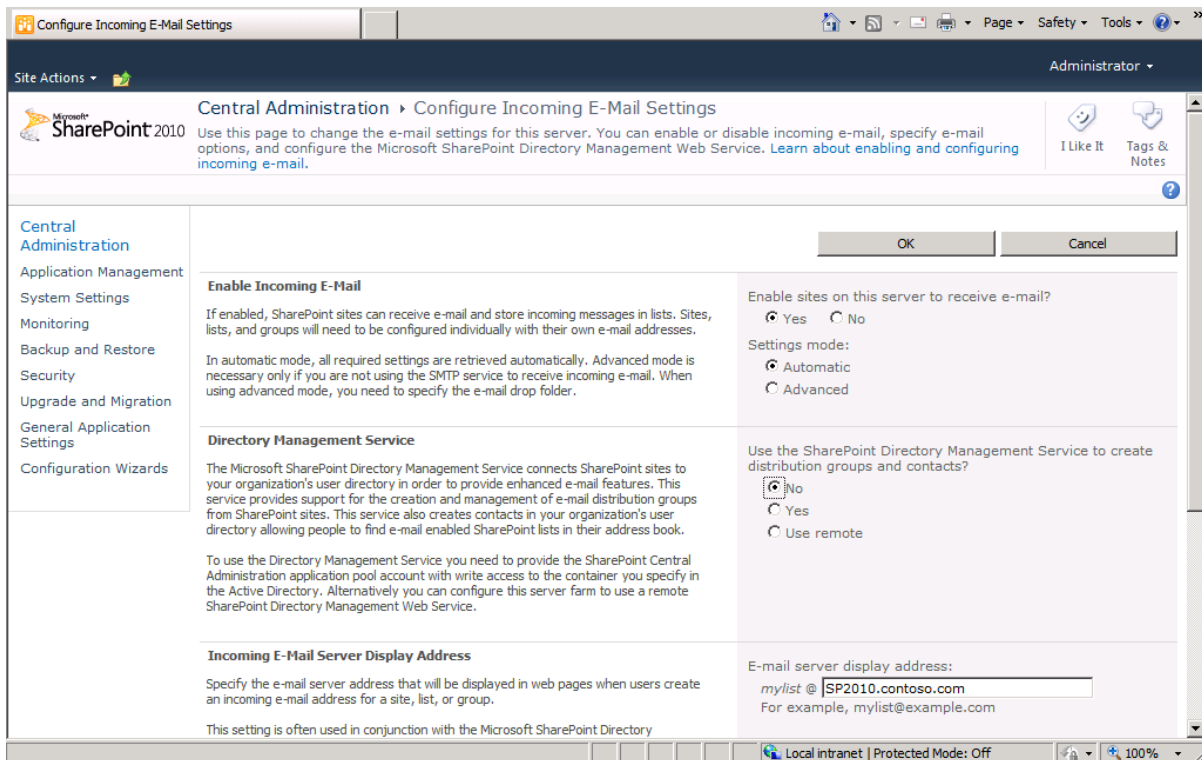 Configure Incoming E-Mail Settings
Page Safety Tools
Site Actions
Administrator
Microsoft
SharePoint 2010
Central Administration Configure Incoming E-Mail Settings
Use this page to change the e-mail settings for this server. You can enable or disable incoming e-mail, specify e-mail
options, and configure the Microsoft SharePoint Directory Management Web Service. Learn about enabling and configuring
incoming e-mail.
I Like It
Tags &
Notes
Central
Administration
Application Management
System Settings
Monitoring
Backup and Restore
Security
Upgrade and Migration
General Application
Settings
Configuration Wizards
OK
Cancel
Enable Incoming E-Mail
If enabled, SharePoint sites can receive e-mail and store incoming messages in lists. Sites,
lists, and groups will need to be configured individually with their own e-mail addresses.
In automatic mode, all required settings are retrieved automatically. Advanced mode is
necessary only if you are not using the SMTP service to receive incoming e-mail. When
using advanced mode, you need to specify the e-mail drop folder.
Enable sites on this server to receive e-mail?
Yes No
Settings mode:
Automatic
Advanced
Directory Management Service
The Microsoft SharePoint Directory Management Service connects SharePoint sites to
your organization's user directory in order to provide enhanced e-mail features. This
service provides support for the creation and management of e-mail distribution groups
from SharePoint sites. This service also creates contacts in your organization's user
directory allowing people to find e-mail enabled SharePoint lists in their address book.
To use the Directory Management Service you need to provide the SharePoint Central
Administration application pool account with write access to the container you specify in
the Active Directory. Alternatively you can configure this server farm to use a remote
SharePoint Directory Management Web Service.
Use the SharePoint Directory Management Service to create
distribution groups and contacts?
No
Yes
Use remote
Incoming E-Mail Server Display Address
Specify the e-mail server address that will be displayed in web pages when users create
an incoming e-mail address for a site, list, or group.
This setting is often used in conjunction with the Microsoft SharePoint Directory
E-mail server display address:
mylist @ SP2010.contoso.com
For example, mylist@example.com
Local intranet | Protected Mode: Off
100%